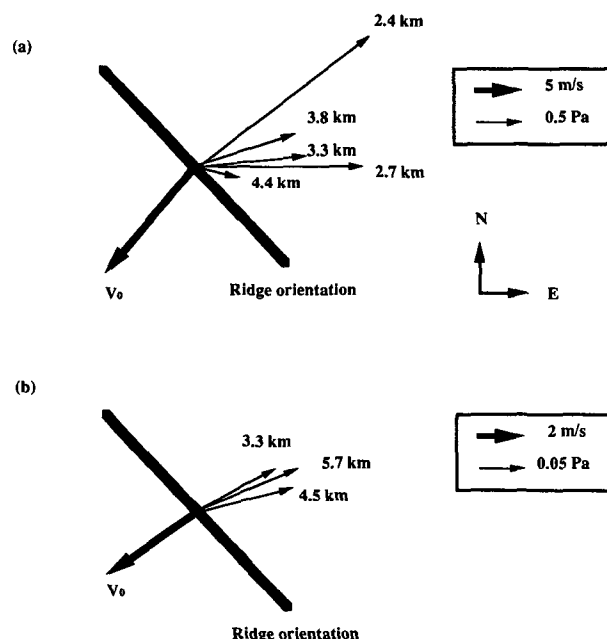 (a)
2.4 km
5 m/s
0.5 Pa
3.8 km
3.3 km
2.7 km
4.4 km
N
E
V₀
Ridge orientation
(b)
2 m/s
0.05 Pa
3.3 km
5.7 km
4.5 km
V₀
Ridge orientation